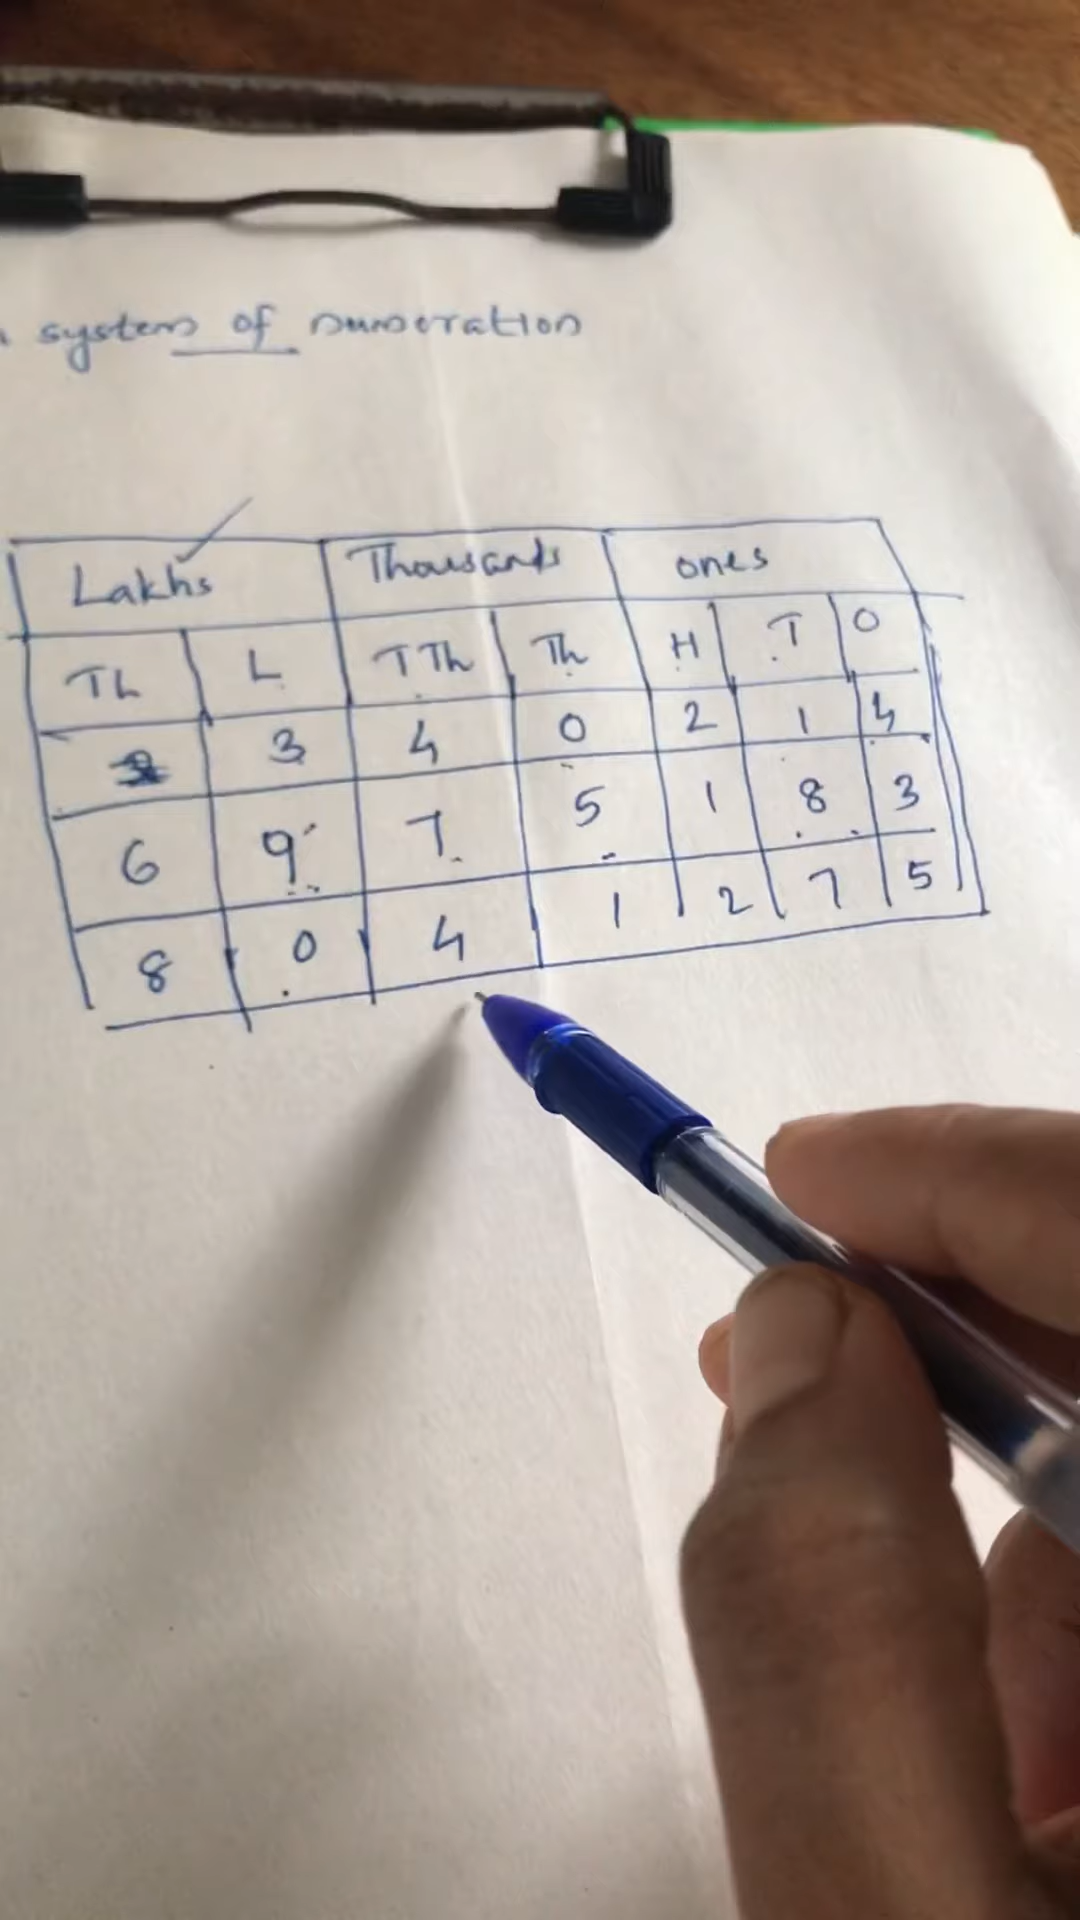 system of numeration
Lakhs Thousands ones
TL L TTh Th H T O
3 4 0 2 1 4
6 9 7 5 1 8 3
8 0 4 1 2 7 5